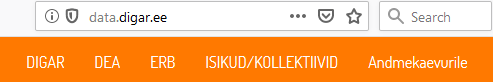 data.digar.ee Search
DIGAR DEA ERB ISIKUD/KOLLEKTIIVID Andmekaevurile